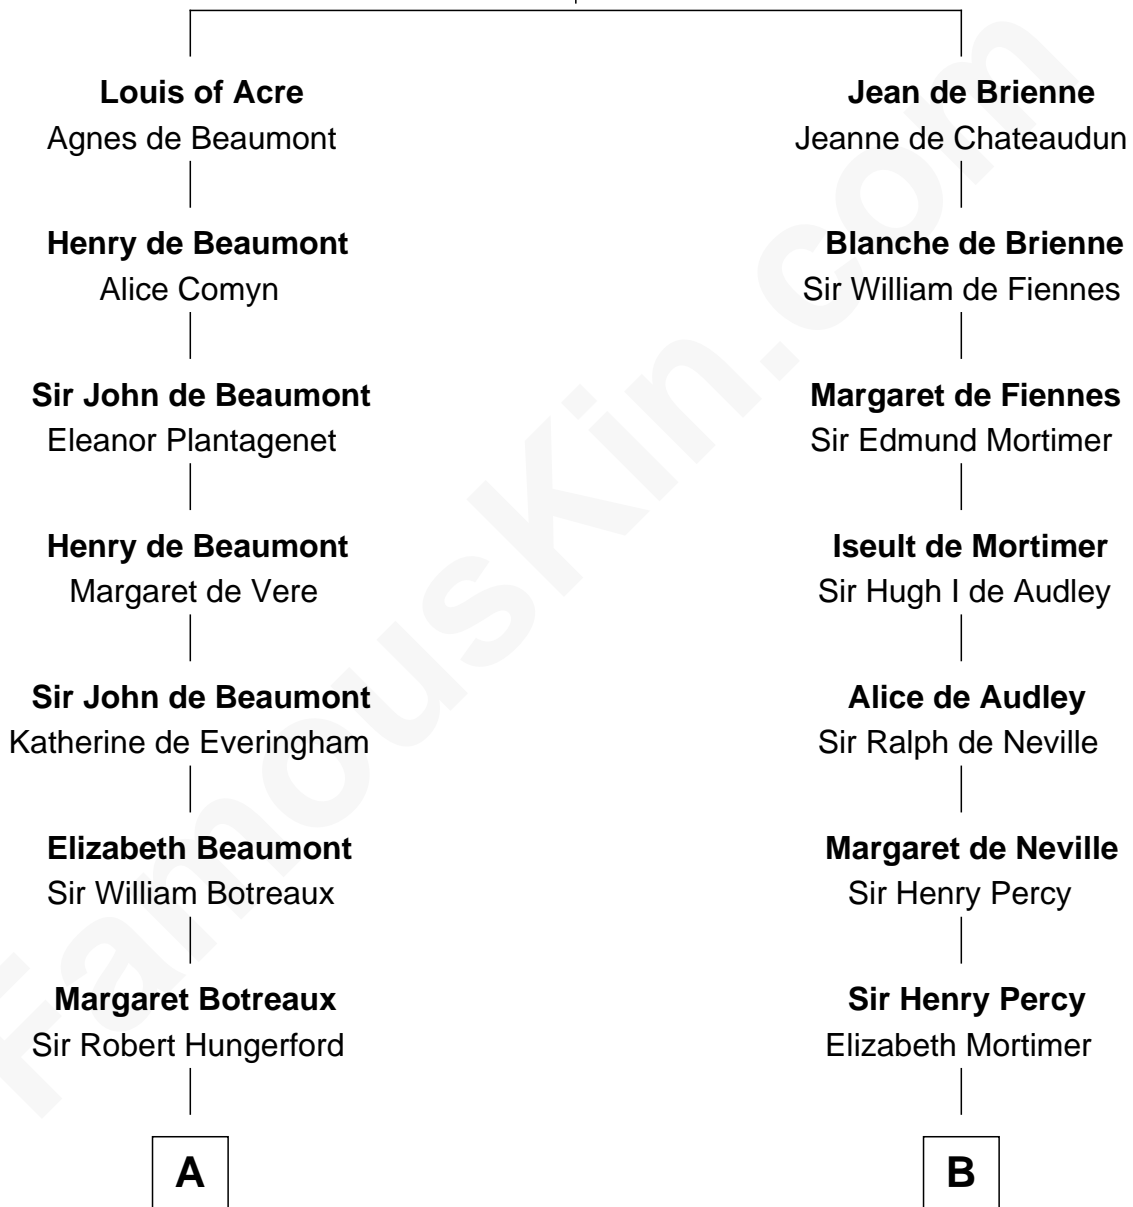 Louis of Acre
Agnes de Beaumont
Henry de Beaumont
Alice Comyn
Sir John de Beaumont
Eleanor Plantagenet
Henry de Beaumont
Margaret de Vere
Sir John de Beaumont
Katherine de Everingham
Elizabeth Beaumont
Sir William Botreaux
Margaret Botreaux
Sir Robert Hungerford
A
Jean de Brienne
Jeanne de Chateaudun
Blanche de Brienne
Sir William de Fiennes
Margaret de Fiennes
Sir Edmund Mortimer
Iseult de Mortimer
Sir Hugh I de Audley
Alice de Audley
Sir Ralph de Neville
Margaret de Neville
Sir Henry Percy
Sir Henry Percy
Elizabeth Mortimer
B
FamousKin.com